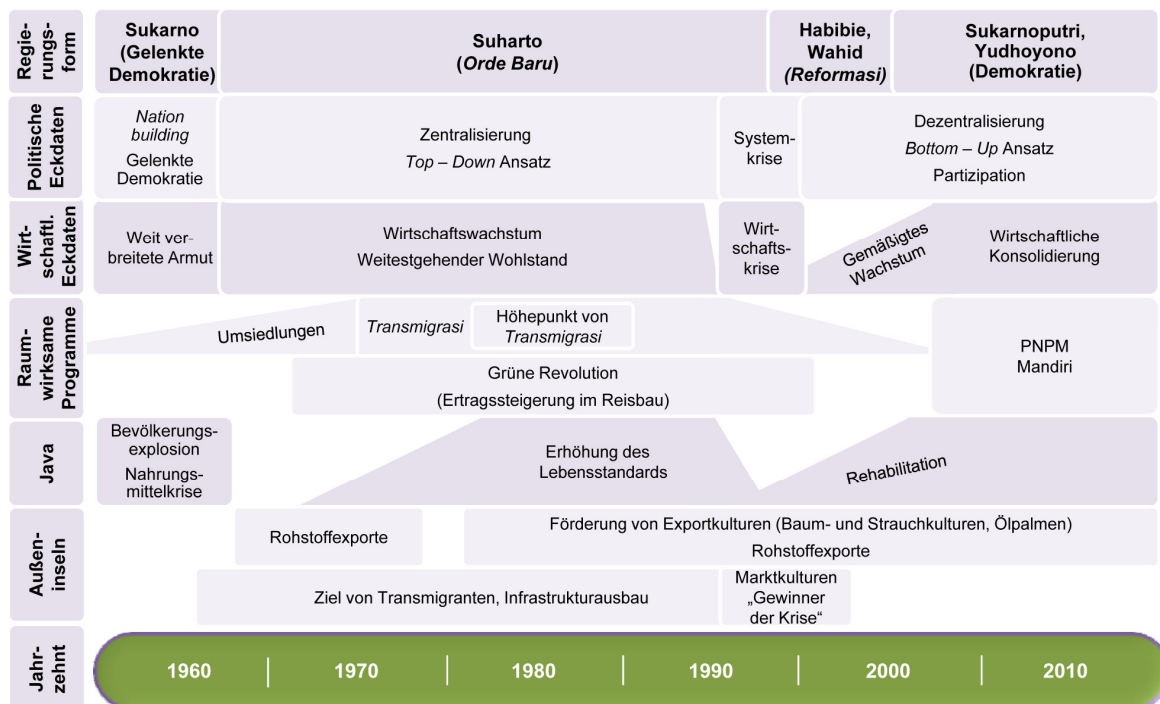 Regie-
rungs-
form
Sukarno
(Gelenkte
Demokratie)
Suharto
(Orde Baru)
Habibie,
Wahid
(Reformasi)
Sukarnoputri,
Yudhoyono
(Demokratie)
Politische
Eckdaten
Nation
building
Gelenkte
Demokratie
Zentralisierung
Top – Down Ansatz
System-
krise
Dezentralisierung
Bottom – Up Ansatz
Partizipation
Wirt-
schaftl.
Eckdaten
Weit ver-
breitete Armut
Wirtschaftswachstum
Weitestgehender Wohlstand
Wirt-
schafts-
krise
Gemäßigtes
Wachstum
Wirtschaftliche
Konsolidierung
Raum-
wirksame
Programme
Umsiedlungen
Transmigrasi
Höhepunkt von
Transmigrasi
Grüne Revolution
(Ertragssteigerung im Reisbau)
PNPM
Mandiri
Java
Bevölkerungs-
explosion
Nahrungs-
mittelkrise
Erhöhung des
Lebensstandards
Rehabilitation
Außen-
inseln
Rohstoffexporte
Förderung von Exportkulturen (Baum- und Strauchkulturen, Ölpalmen)
Rohstoffexporte
Ziel von Transmigranten, Infrastrukturausbau
Marktkulturen
„Gewinner
der Krise“
Jahr-
zehnt
1960
1970
1980
1990
2000
2010